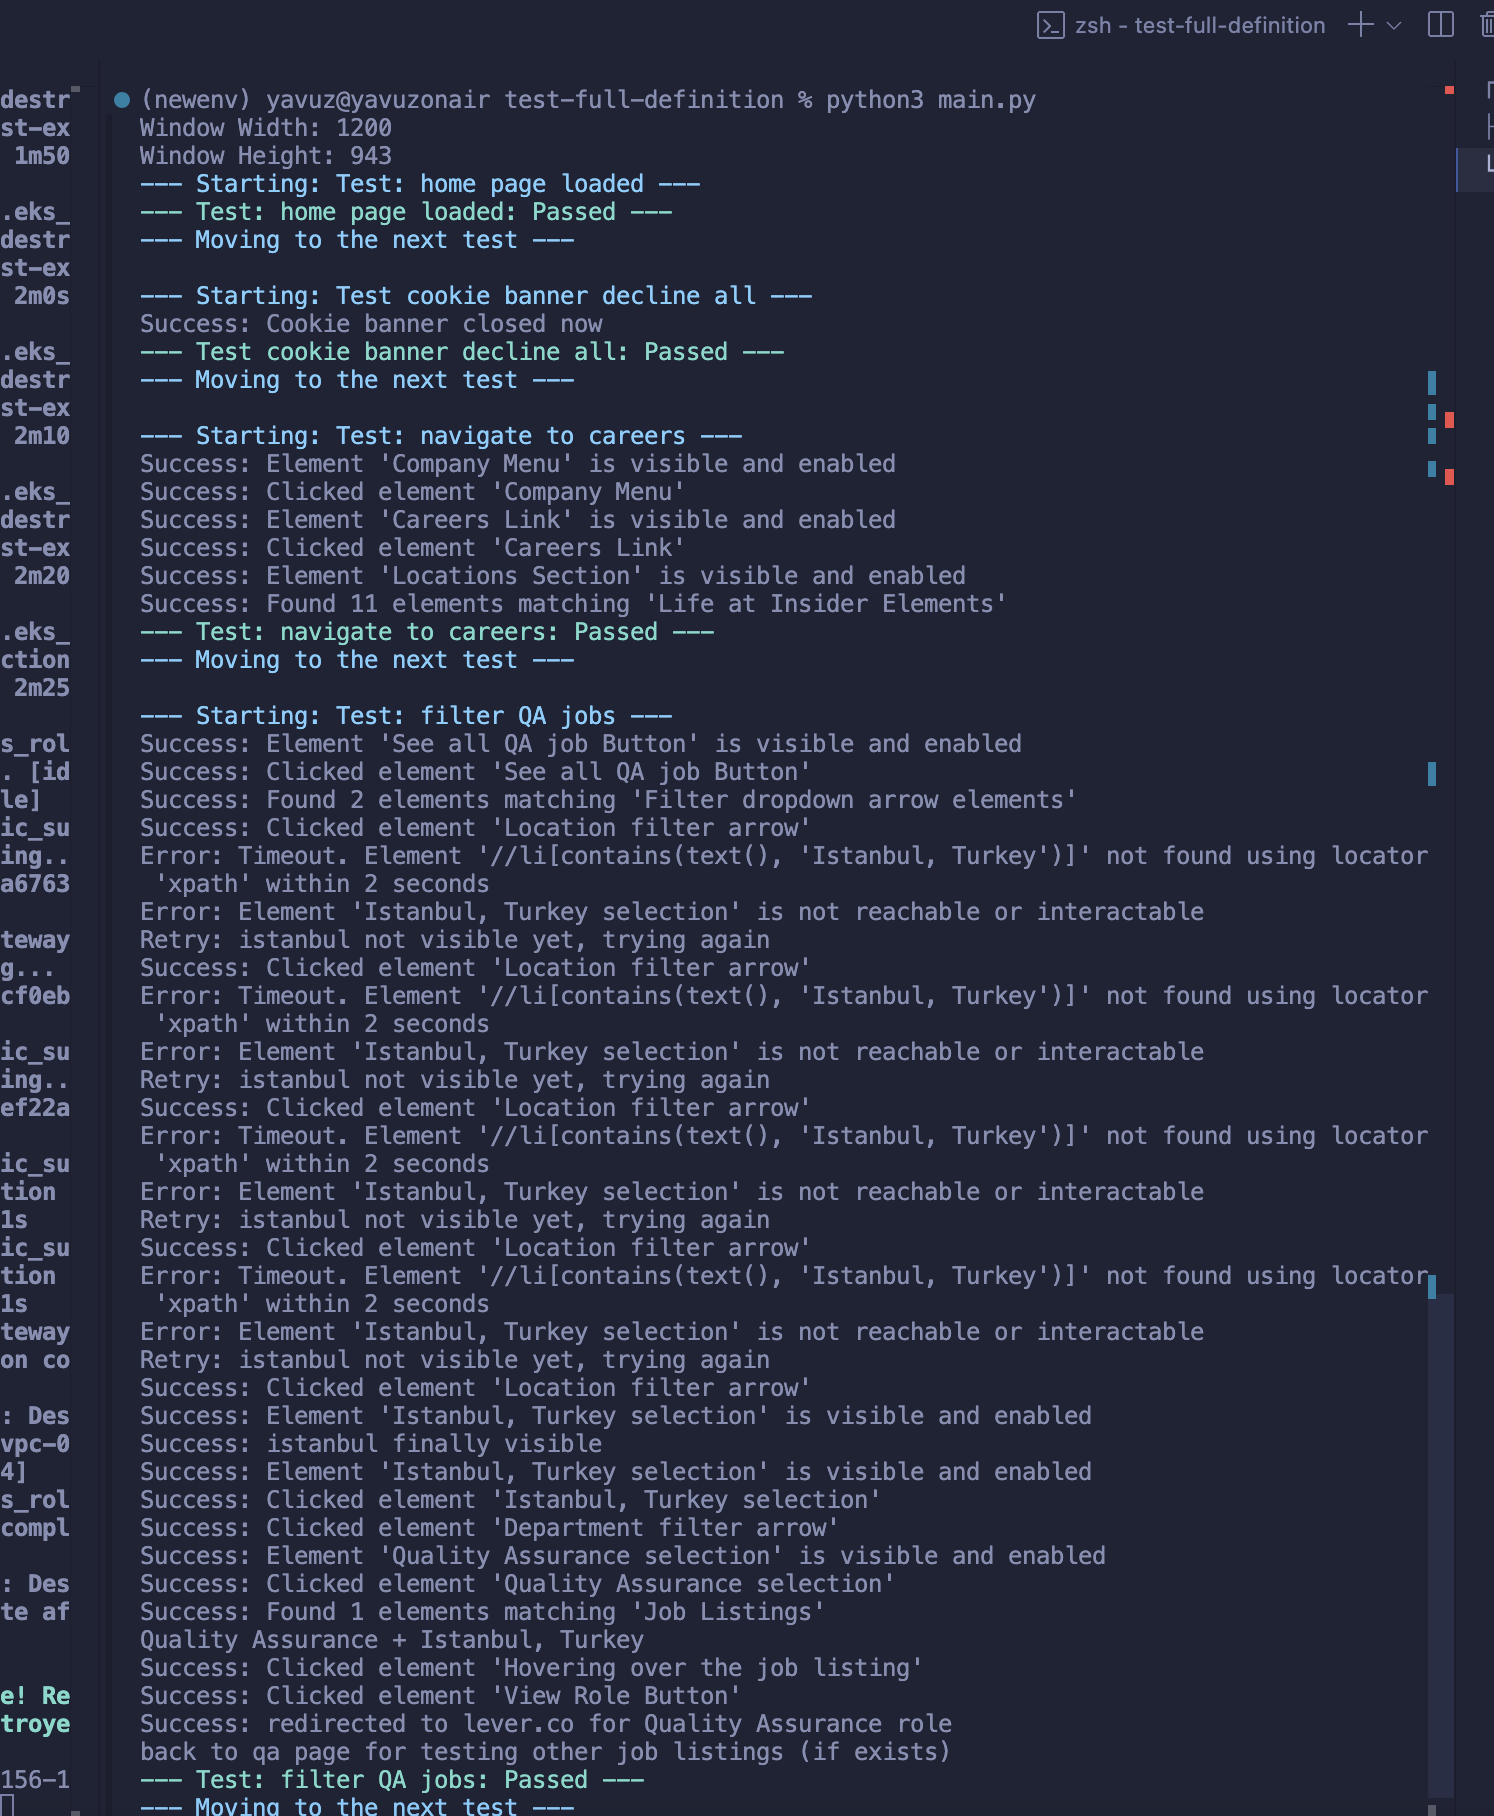 zsh - test-full-definition
destr
st-ex
1m50
.eks_
destr
st-ex
2m0s
.eks_
destr
st-ex
2m10
.eks_
destr
st-ex
2m20
.eks_
ction
2m25
s_rol
. [id
le]
ic_su
ing..
a6763
teway
g...
cf0eb
ic_su
ing..
ef22a
ic_su
tion
1s
ic_su
tion
1s
teway
on co
: Des
vpc-0
4]
s_rol
compl
: Des
te af
e! Re
troye
156-1
(newenv) yavuz@yavuzonair test-full-definition % python3 main.py
Window Width: 1200
Window Height: 943
--- Starting: Test: home page loaded ---
--- Test: home page loaded: Passed ---
--- Moving to the next test ---
--- Starting: Test cookie banner decline all ---
Success: Cookie banner closed now
--- Test cookie banner decline all: Passed ---
--- Moving to the next test ---
--- Starting: Test: navigate to careers ---
Success: Element 'Company Menu' is visible and enabled
Success: Clicked element 'Company Menu'
Success: Element 'Careers Link' is visible and enabled
Success: Clicked element 'Careers Link'
Success: Element 'Locations Section' is visible and enabled
Success: Found 11 elements matching 'Life at Insider Elements'
--- Test: navigate to careers: Passed ---
--- Moving to the next test ---
--- Starting: Test: filter QA jobs ---
Success: Element 'See all QA job Button' is visible and enabled
Success: Clicked element 'See all QA job Button'
Success: Found 2 elements matching 'Filter dropdown arrow elements'
Success: Clicked element 'Location filter arrow'
Error: Timeout. Element '//li[contains(text(), 'Istanbul, Turkey')]' not found using locator
'xpath' within 2 seconds
Error: Element 'Istanbul, Turkey selection' is not reachable or interactable
Retry: istanbul not visible yet, trying again
Success: Clicked element 'Location filter arrow'
Error: Timeout. Element '//li[contains(text(), 'Istanbul, Turkey')]' not found using locator
'xpath' within 2 seconds
Error: Element 'Istanbul, Turkey selection' is not reachable or interactable
Retry: istanbul not visible yet, trying again
Success: Clicked element 'Location filter arrow'
Error: Timeout. Element '//li[contains(text(), 'Istanbul, Turkey')]' not found using locator
'xpath' within 2 seconds
Error: Element 'Istanbul, Turkey selection' is not reachable or interactable
Retry: istanbul not visible yet, trying again
Success: Clicked element 'Location filter arrow'
Error: Timeout. Element '//li[contains(text(), 'Istanbul, Turkey')]' not found using locator
'xpath' within 2 seconds
Error: Element 'Istanbul, Turkey selection' is not reachable or interactable
Retry: istanbul not visible yet, trying again
Success: Clicked element 'Location filter arrow'
Success: Element 'Istanbul, Turkey selection' is visible and enabled
Success: istanbul finally visible
Success: Element 'Istanbul, Turkey selection' is visible and enabled
Success: Clicked element 'Istanbul, Turkey selection'
Success: Clicked element 'Department filter arrow'
Success: Element 'Quality Assurance selection' is visible and enabled
Success: Clicked element 'Quality Assurance selection'
Success: Found 1 elements matching 'Job Listings'
Quality Assurance + Istanbul, Turkey
Success: Clicked element 'Hovering over the job listing'
Success: Clicked element 'View Role Button'
Success: redirected to lever.co for Quality Assurance role
back to qa page for testing other job listings (if exists)
--- Test: filter QA jobs: Passed ---
--- Moving to the next test ---